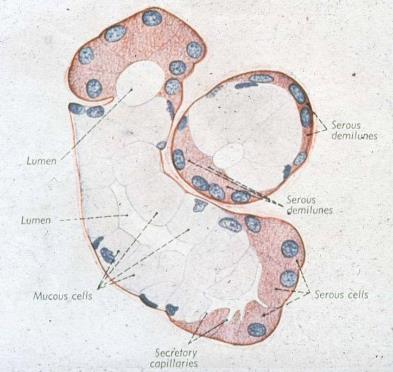 Serous
demilunes
Lumen
Serous
demilunes
Lumen
Mucous cells
Serous cells
Secretory
capillaries